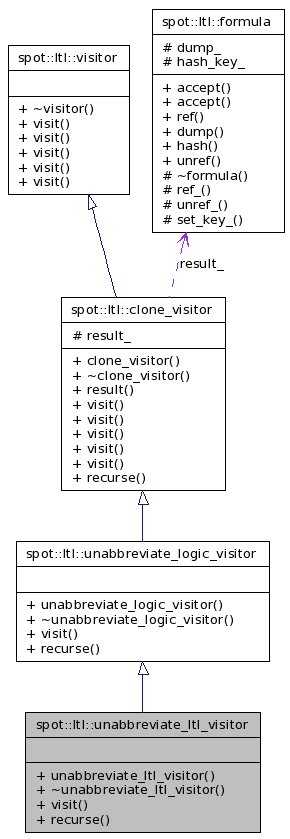 spot::ltl::formula
# dump_
# hash_key_
+ accept()
+ accept()
+ ref()
+ dump()
+ hash()
+ unref()
# ~formula()
# ref_()
# unref_()
# set_key_()
spot::ltl::visitor
+ ~visitor()
+ visit()
+ visit()
+ visit()
+ visit()
+ visit()
result_
spot::ltl::clone_visitor
# result_
+ clone_visitor()
+ ~clone_visitor()
+ result()
+ visit()
+ visit()
+ visit()
+ visit()
+ visit()
+ recurse()
spot::ltl::unabbreviate_logic_visitor
+ unabbreviate_logic_visitor()
+ ~unabbreviate_logic_visitor()
+ visit()
+ recurse()
spot::ltl::unabbreviate_ltl_visitor
+ unabbreviate_ltl_visitor()
+ ~unabbreviate_ltl_visitor()
+ visit()
+ recurse()